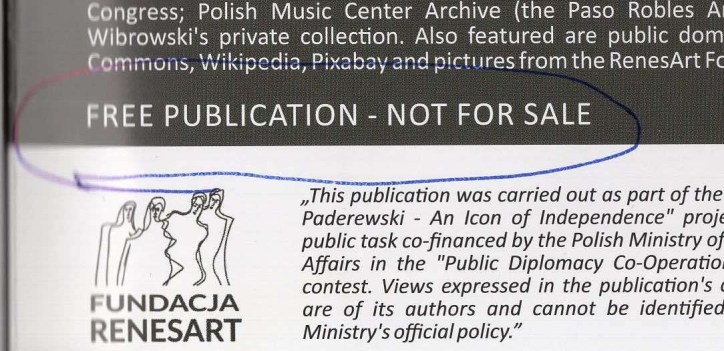 Congress; Polish Music Center Archive (the Paso Robles
Wibrowski's private collection. Also featured are public
Commons, Wikipedia, Pixabay and pictures from the RenesArt
FREE PUBLICATION - NOT FOR SALE
„This publication was carried out as part of the
Paderewski - An Icon of Independence"
public task co-financed by the Polish Ministry of
Affairs in the "Public Diplomacy
contest. Views expressed in the publication's
are of its authors and cannot be identified
Ministry's official policy.”
FUNDACJA
RENESART